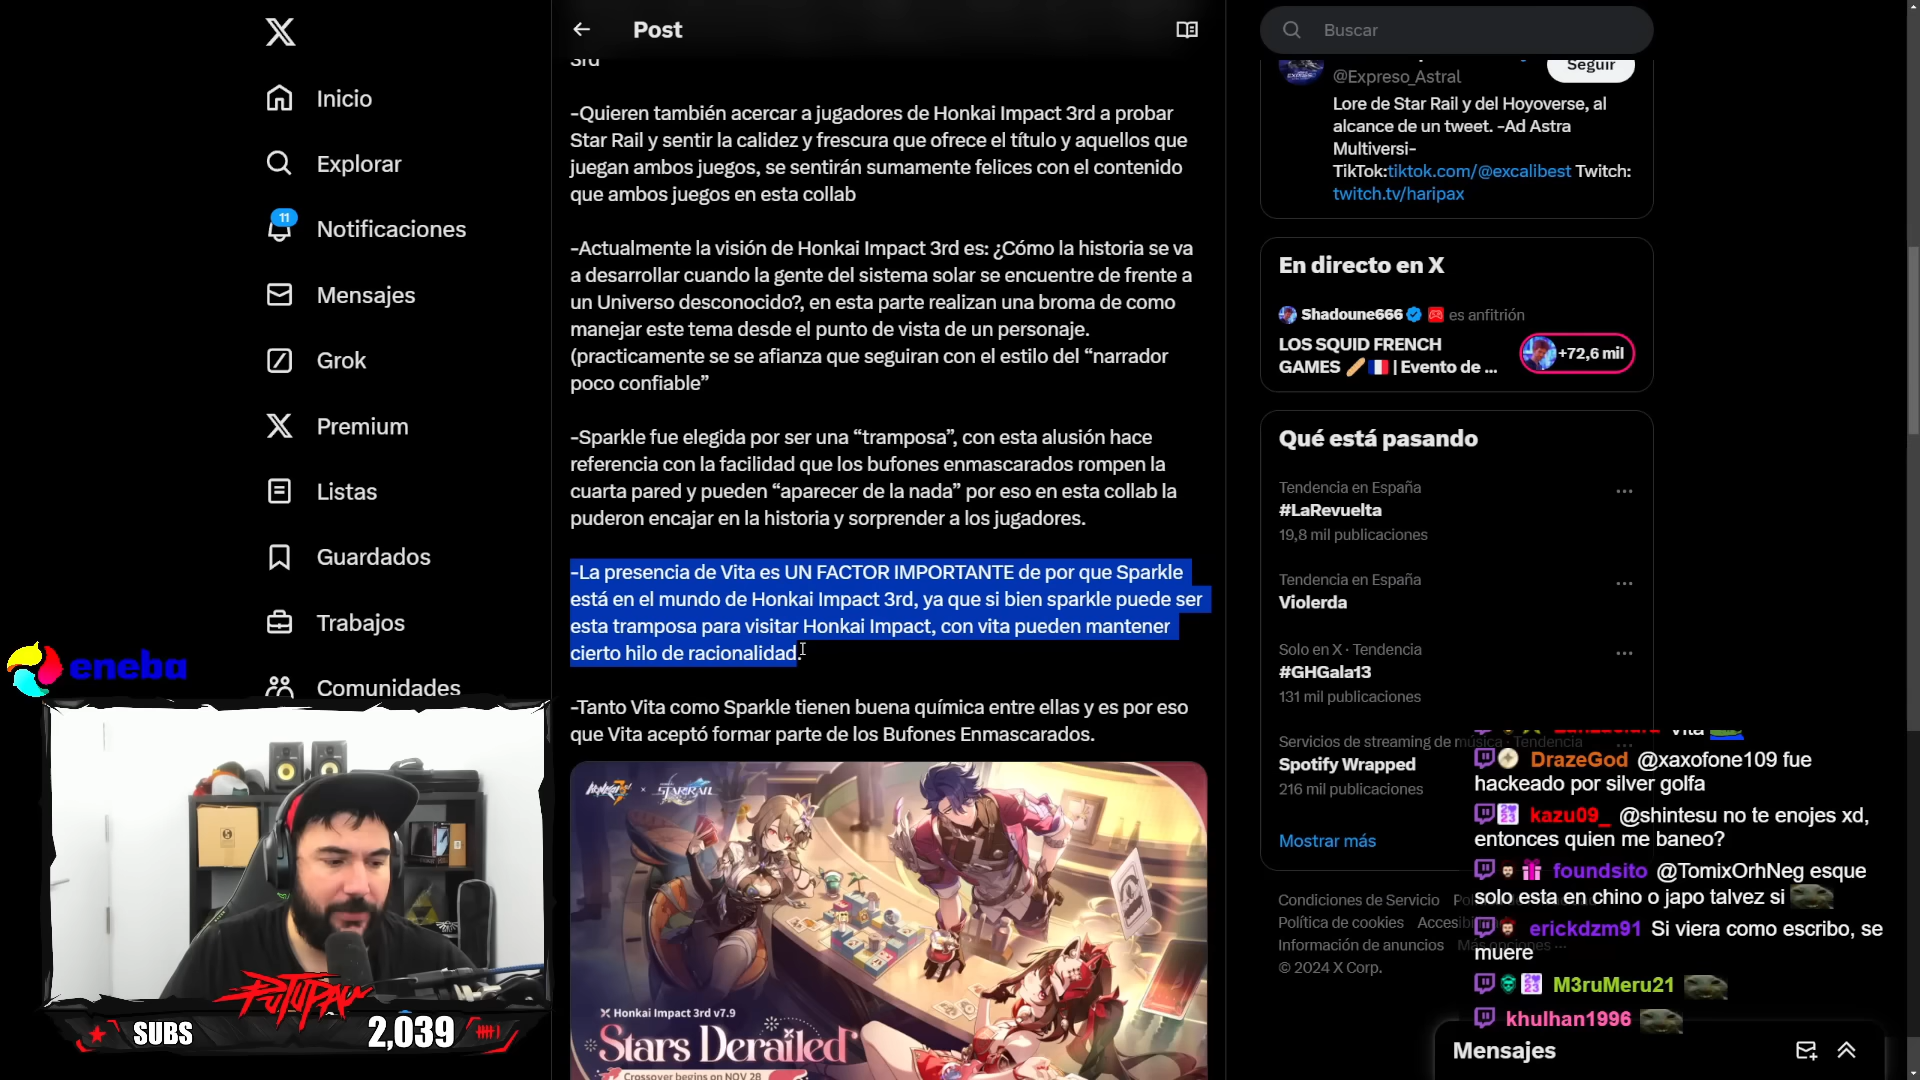 Inicio
Explorar
11
Notificaciones
Mensajes
Grok
Premium
Listas
Guardados
Trabajos
Comunidades
eneba
SUBS
2,039
Post
3rd
-Quieren también acercar a jugadores de Honkai Impact 3rd a probar
Star Rail y sentir la calidez y frescura que ofrece el título y aquellos que
juegan ambos juegos, se sentirán sumamente felices con el contenido
que ambos juegos en esta collab
-Actualmente la visión de Honkai Impact 3rd es: ¿Cómo la historia se va
a desarrollar cuando la gente del sistema solar se encuentre de frente a
un Universo desconocido?, en esta parte realizan una broma de como
manejar este tema desde el punto de vista de un personaje.
(practicamente se se afianza que seguiran con el estilo del “narrador
poco confiable”
-Sparkle fue elegida por ser una “tramposa”, con esta alusión hace
referencia con la facilidad que los bufones enmascarados rompen la
cuarta pared y pueden “aparecer de la nada” por eso en esta collab la
puderon encajar en la historia y sorprender a los jugadores.
-La presencia de Vita es UN FACTOR IMPORTANTE de por que Sparkle
está en el mundo de Honkai Impact 3rd, ya que si bien sparkle puede ser
esta tramposa para visitar Honkai Impact, con vita pueden mantener
cierto hilo de racionalidad.
-Tanto Vita como Sparkle tienen buena química entre ellas y es por eso
que Vita aceptó formar parte de los Bufones Enmascarados.
Honkai Impact 3rd v7.9
Stars Derailed
Crossover begins on NOV 28
Buscar
@Expreso_Astral
Seguir
Lore de Star Rail y del Hoyoverse, al
alcance de un tweet. -Ad Astra
Multiversi-
TikTok:tiktok.com/@excalibest Twitch:
twitch.tv/haripax
En directo en X
Shadoune666 es anfitrión
LOS SQUID FRENCH
GAMES | Evento de ...
+72,6 mil
Qué está pasando
Tendencia en España
#LaRevuelta
19,8 mil publicaciones
Tendencia en España
Violerda
Solo en X · Tendencia
#GHGala13
131 mil publicaciones
Servicios de streaming de música · Tendencia
Spotify Wrapped
216 mil publicaciones
Mostrar más
Condiciones de Servicio
Política de cookies
Información de anuncios Más opciones ...
© 2024 X Corp.
Vita
DrazeGod @xaxofone109 fue
hackeado por silver golfa
kazu09_ @shintesu no te enojes xd,
entonces quien me baneo?
foundsito @TomixOrhNeg esque
solo esta en chino o japo talvez si
erickdzm91 Si viera como escribo, se
muere
M3ruMeru21
khulhan1996
Mensajes